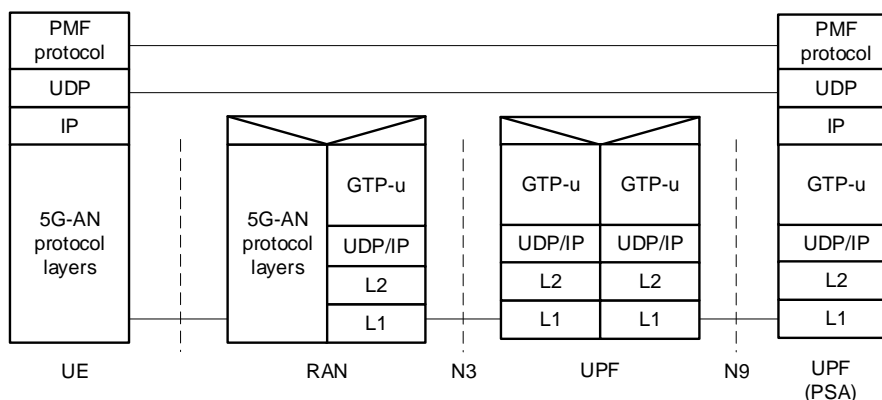 PMF
protocol
UDP
IP
5G-AN
protocol
layers
UE
5G-AN
protocol
layers
GTP-u
UDP/IP
L2
L1
RAN
N3
GTP-u
GTP-u
UDP/IP
UDP/IP
L2
L2
L1
L1
UPF
N9
PMF
protocol
UDP
IP
GTP-u
UDP/IP
L2
L1
UPF
(PSA)